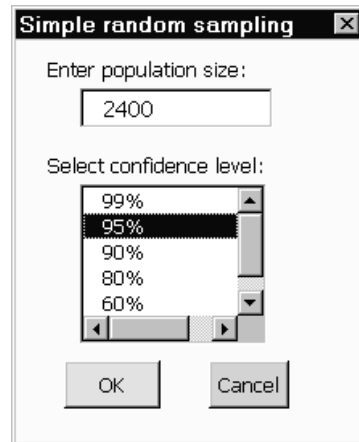 Simple random sampling
Enter population size:
2400
Select confidence level:
99%
95%
90%
80%
60%
OK Cancel